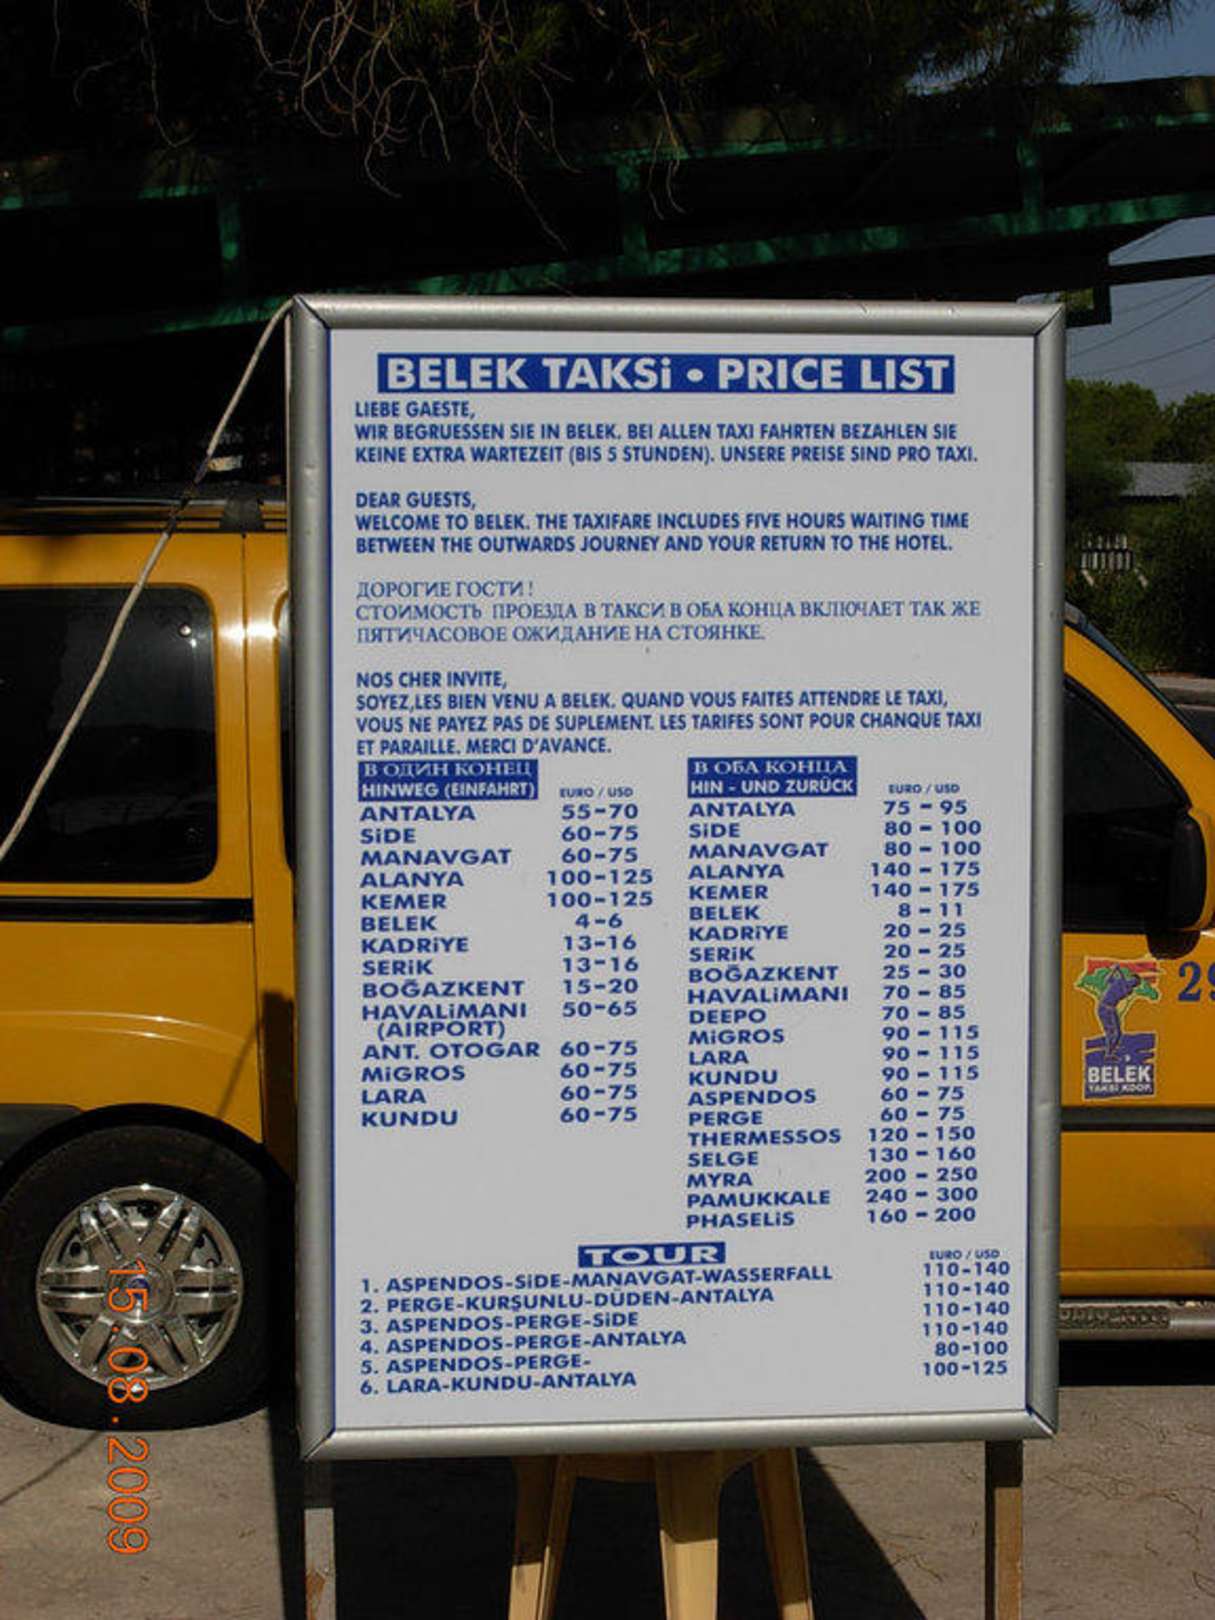 BELEK TAKSi • PRICE LIST
LIEBE GAESTE,
WIR BEGRUESSEN SIE IN BELEK. BEI ALLEN TAXI FAHRTEN BEZAHLEN SIE
KEINE EXTRA WARTEZEIT (BIS 5 STUNDEN). UNSERE PREISE SIND PRO TAXI.
DEAR GUESTS,
WELCOME TO BELEK. THE TAXIFARE INCLUDES FIVE HOURS WAITING TIME
BETWEEN THE OUTWARDS JOURNEY AND YOUR RETURN TO THE HOTEL.
ДОРОГИЕ ГОСТИ !
СТОИМОСТЬ ПРОЕЗДА В ТАКСИ В ОБА КОНЦА ВКЛЮЧАЕТ ТАК ЖЕ
ПЯТИЧАСОВОЕ ОЖИДАНИЕ НА СТОЯНКЕ.
NOS CHER INVITE,
SOYEZ,LES BIEN VENU A BELEK. QUAND VOUS FAITES ATTENDRE LE TAXI,
VOUS NE PAYEZ PAS DE SUPLEMENT. LES TARIFES SONT POUR CHANQUE TAXI
ET PARAILLE. MERCI D'AVANCE.
В ОДИН КОНЕЦ
HINWEG (EINFAHRT) EURO / USD
ANTALYA 55-70
SiDE 60-75
MANAVGAT 60-75
ALANYA 100-125
KEMER 100-125
BELEK 4-6
KADRiYE 13-16
SERiK 13-16
BOĞAZKENT 15-20
HAVALiMANI 50-65
(AIRPORT)
ANT. OTOGAR 60-75
MiGROS 60-75
LARA 60-75
KUNDU 60-75
В ОБА КОНЦА
HIN - UND ZURÜCK EURO / USD
ANTALYA 75 - 95
SiDE 80 - 100
MANAVGAT 80 - 100
ALANYA 140 - 175
KEMER 140 - 175
BELEK 8 - 11
KADRiYE 20 - 25
SERiK 20 - 25
BOĞAZKENT 25 - 30
HAVALiMANI 70 - 85
DEEPO 70 - 85
MiGROS 90 - 115
LARA 90 - 115
KUNDU 90 - 115
ASPENDOS 60 - 75
PERGE 60 - 75
THERMESSOS 120 - 150
SELGE 130 - 160
MYRA 200 - 250
PAMUKKALE 240 - 300
PHASELiS 160 - 200
TOUR EURO / USD
1. ASPENDOS-SiDE-MANAVGAT-WASSERFALL 110-140
2. PERGE-KURŞUNLU-DÜDEN-ANTALYA 110-140
3. ASPENDOS-PERGE-SiDE 110-140
4. ASPENDOS-PERGE-ANTALYA 110-140
5. ASPENDOS-PERGE- 80-100
6. LARA-KUNDU-ANTALYA 100-125
29
BELEK
TAKSI KOOP.
15.08.2009